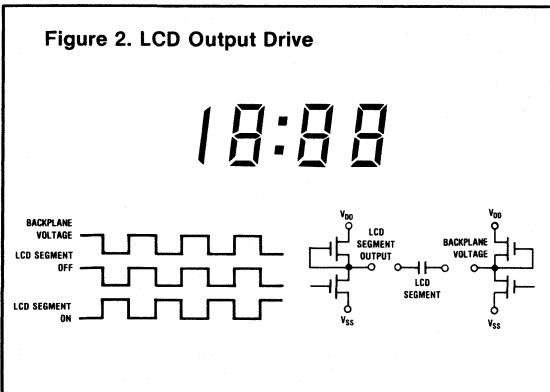 Figure 2. LCD Output Drive
18:88
BACKPLANE
VOLTAGE
LCD SEGMENT
OFF
LCD SEGMENT
ON
VDD
LCD
SEGMENT
OUTPUT
VSS
LCD
SEGMENT
VDD
BACKPLANE
VOLTAGE
VSS